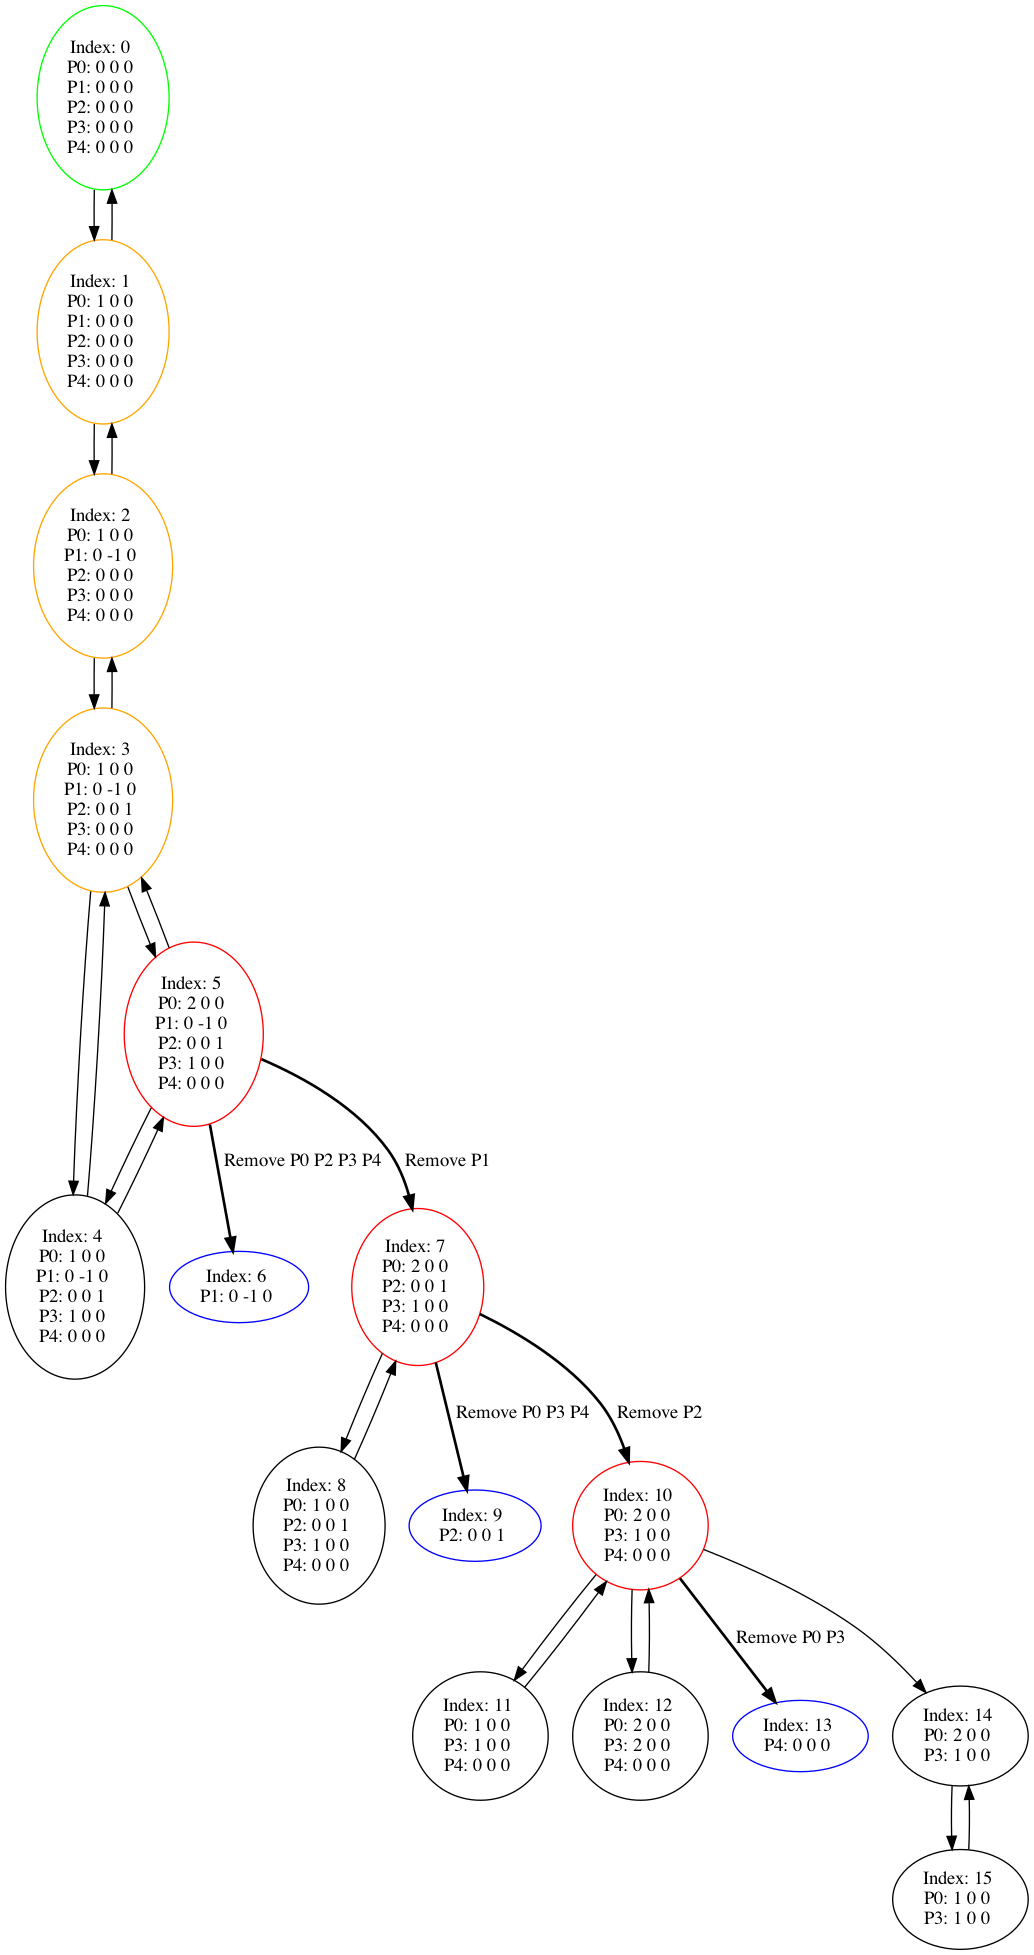 Index: 0
P0: 0 0 0
P1: 0 0 0
P2: 0 0 0
P3: 0 0 0
P4: 0 0 0
Index: 1
P0: 1 0 0
P1: 0 0 0
P2: 0 0 0
P3: 0 0 0
P4: 0 0 0
Index: 2
P0: 1 0 0
P1: 0 -1 0
P2: 0 0 0
P3: 0 0 0
P4: 0 0 0
Index: 3
P0: 1 0 0
P1: 0 -1 0
P2: 0 0 1
P3: 0 0 0
P4: 0 0 0
Index: 5
P0: 2 0 0
P1: 0 -1 0
P2: 0 0 1
P3: 1 0 0
P4: 0 0 0
Remove P0 P2 P3 P4
Remove P1
Index: 4
P0: 1 0 0
P1: 0 -1 0
P2: 0 0 1
P3: 1 0 0
P4: 0 0 0
Index: 6
P1: 0 -1 0
Index: 7
P0: 2 0 0
P2: 0 0 1
P3: 1 0 0
P4: 0 0 0
Remove P0 P3 P4
Remove P2
Index: 8
P0: 1 0 0
P2: 0 0 1
P3: 1 0 0
P4: 0 0 0
Index: 9
P2: 0 0 1
Index: 10
P0: 2 0 0
P3: 1 0 0
P4: 0 0 0
Remove P0 P3
Index: 11
P0: 1 0 0
P3: 1 0 0
P4: 0 0 0
Index: 12
P0: 2 0 0
P3: 2 0 0
P4: 0 0 0
Index: 13
P4: 0 0 0
Index: 14
P0: 2 0 0
P3: 1 0 0
Index: 15
P0: 1 0 0
P3: 1 0 0